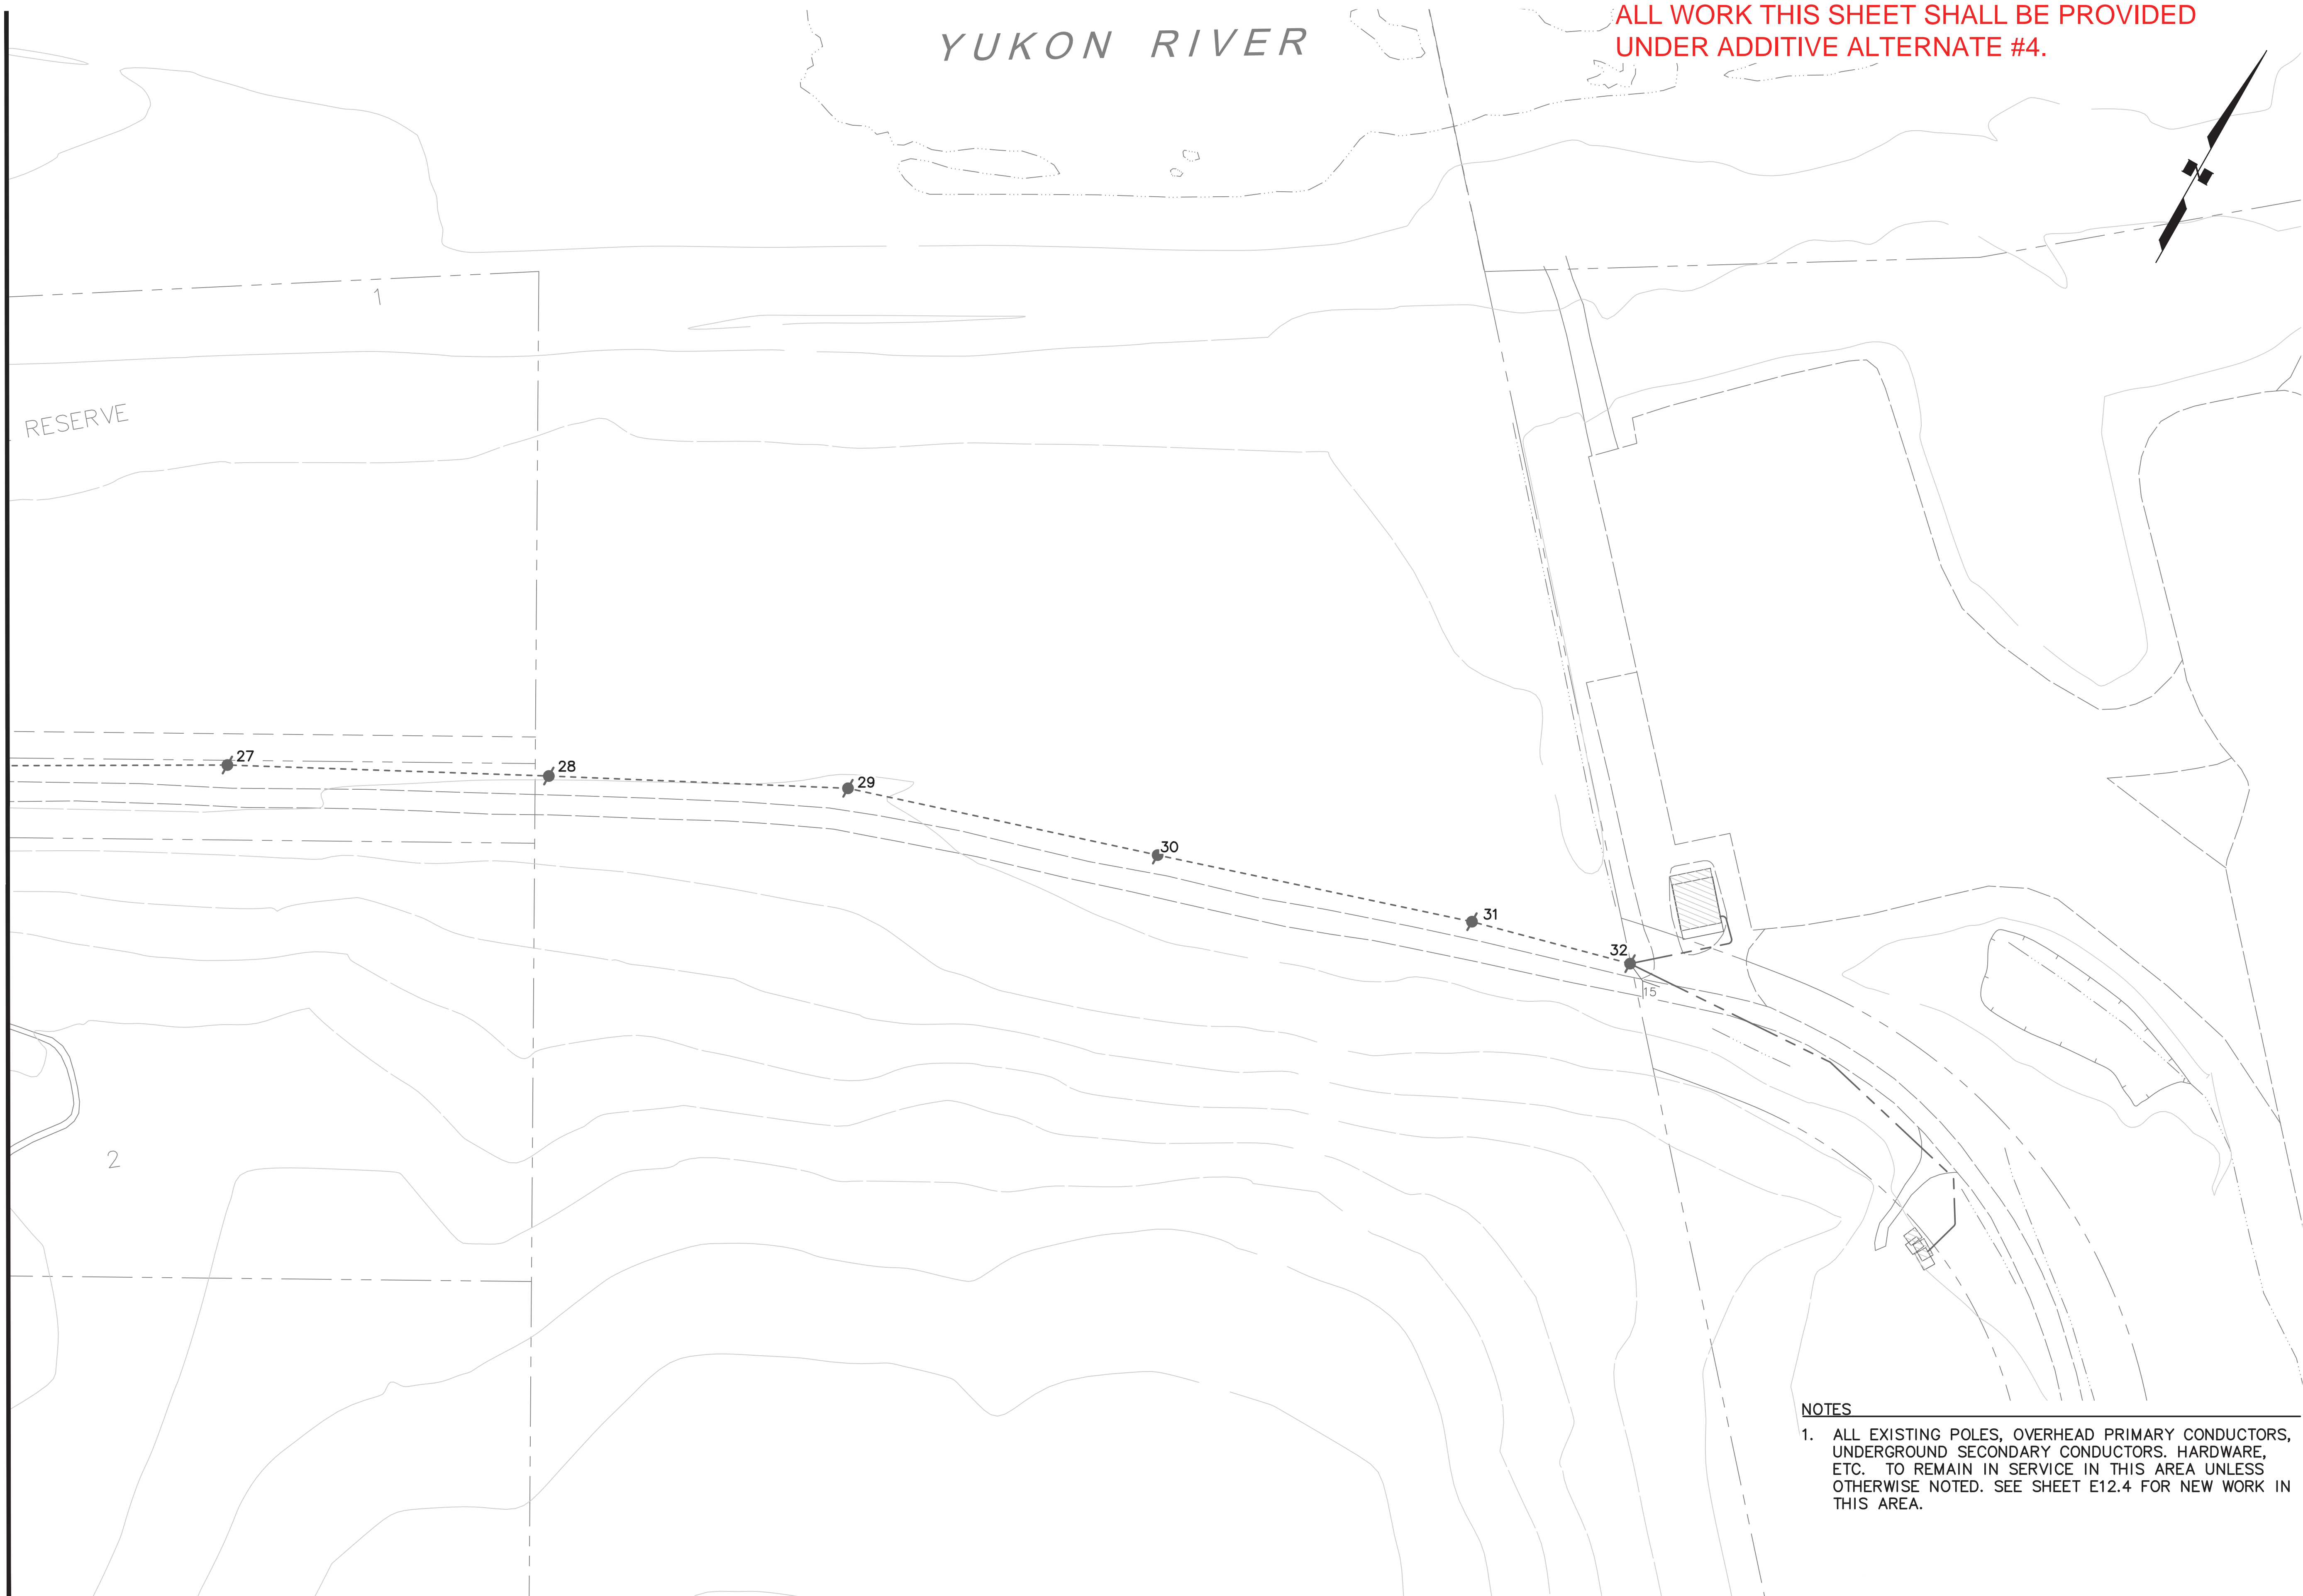 ALL WORK THIS SHEET SHALL BE PROVIDED
UNDER ADDITIVE ALTERNATE #4.
YUKON RIVER
N
1
RESERVE
27
28
29
30
31
32
15
2
NOTES
1. ALL EXISTING POLES, OVERHEAD PRIMARY CONDUCTORS,
UNDERGROUND SECONDARY CONDUCTORS. HARDWARE,
ETC. TO REMAIN IN SERVICE IN THIS AREA UNLESS
OTHERWISE NOTED. SEE SHEET E12.4 FOR NEW WORK IN
THIS AREA.